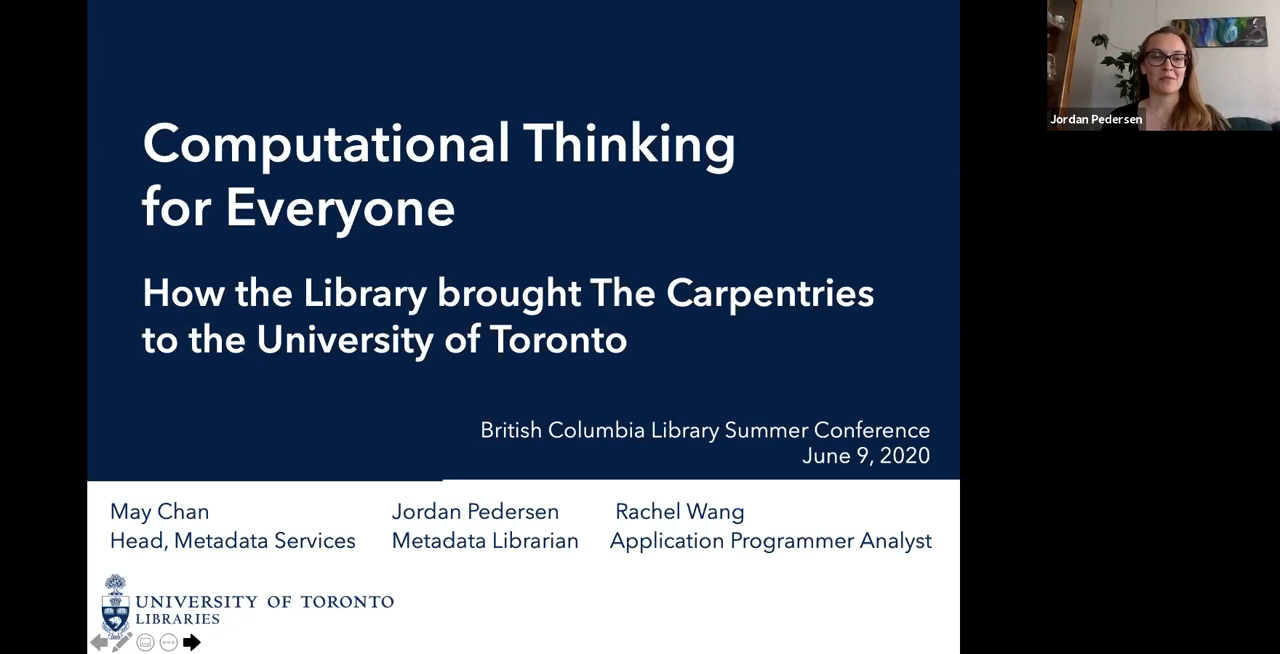 Computational Thinking
for Everyone
How the Library brought The Carpentries
to the University of Toronto
British Columbia Library Summer Conference
June 9, 2020
May Chan
Head, Metadata Services
Jordan Pedersen
Metadata Librarian
Rachel Wang
Application Programmer Analyst
UNIVERSITY OF TORONTO
LIBRARIES
Jordan Pedersen